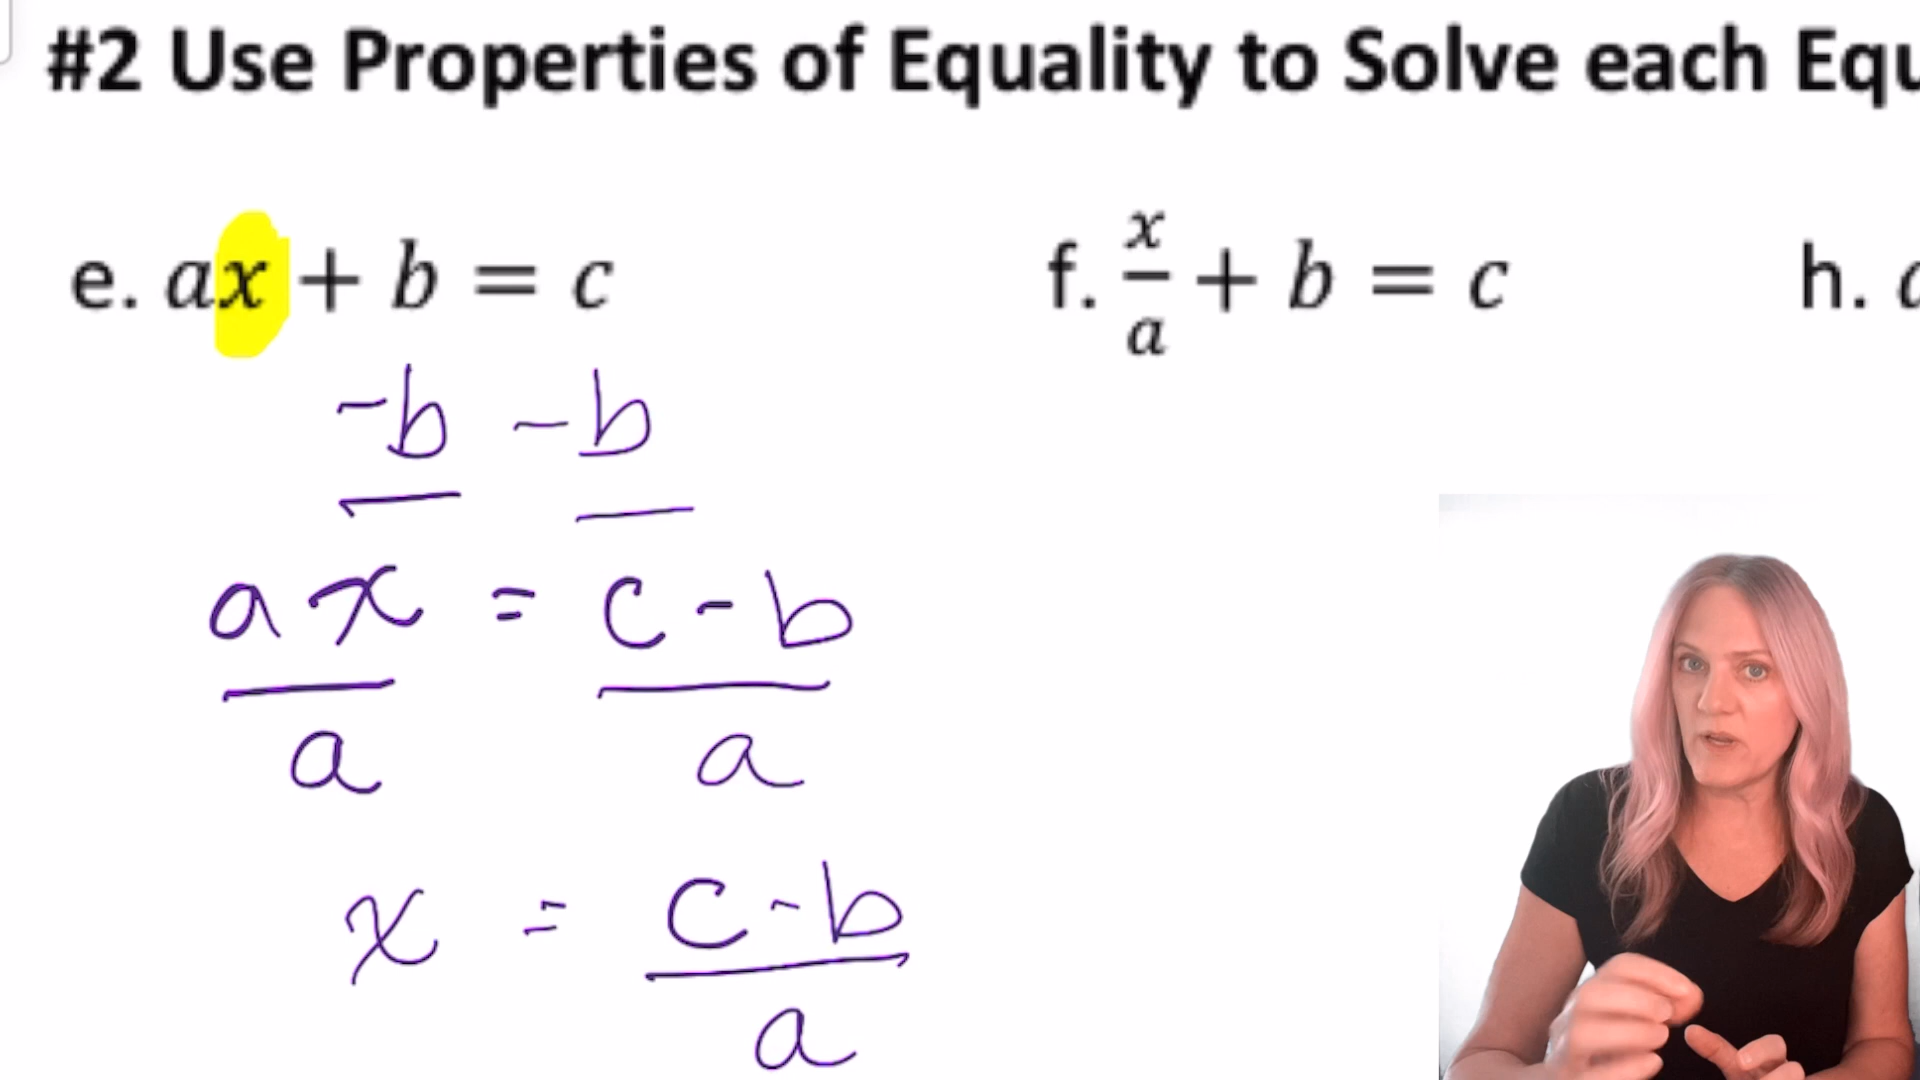 #2 Use Properties of Equality to Solve each Equ
e. ax + b = c
-b -b
ax = c - b
a a
x = c - b
a
f. x/a + b = c
h.